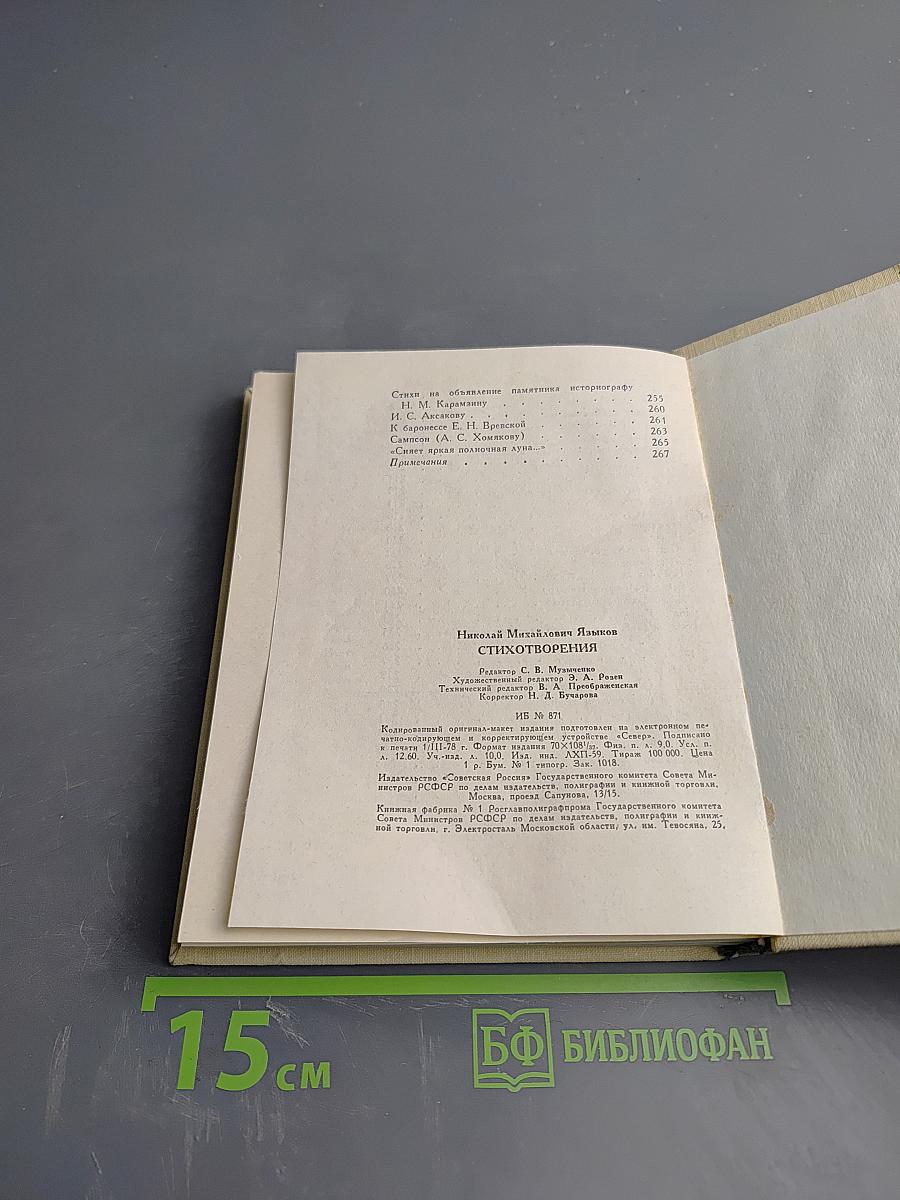 Стихи на объявление памятника историографу
Н. М. Карамзину . . . . . . . . . 255
И. С. Аксакову . . . . . . . . . . 260
К баронессе Е. Н. Вревской . . . . . . 261
Сампсон (А. С. Хомякову) . . . . . . 263
«Сияет яркая полночная луна...» . . . . . 265
Примечания . . . . . . . . . . . 267
Николай Михайлович Языков
СТИХОТВОРЕНИЯ
Редактор С. В. Музыченко
Художественный редактор Э. А. Розен
Технический редактор В. А. Преображенская
Корректор Н. Д. Бучарова
ИБ № 871
Кодированный оригинал-макет издания подготовлен на электронном пе-
чатно-кодирующем и корректирующем устройстве «Север». Подписано
к печати 1/III-78 г. Формат издания 70×108¹/₃₂. Физ. п. л. 9,0. Усл. п.
л. 12,60. Уч.-изд. л. 10,0. Изд. инд. ЛХП-59. Тираж 100 000. Цена
1 р. Бум. № 1 типогр. Зак. 1018.
Издательство «Советская Россия» Государственного комитета Совета Ми-
нистров РСФСР по делам издательств, полиграфии и книжной торговли,
Москва, проезд Сапунова, 13/15.
Книжная фабрика № 1 Росглавполиграфпрома Государственного комитета
Совета Министров РСФСР по делам издательств, полиграфии и книж-
ной торговли, г. Электросталь Московской области, ул. им. Тевосяна, 25,
15 см
БФ БИБЛИОФАН